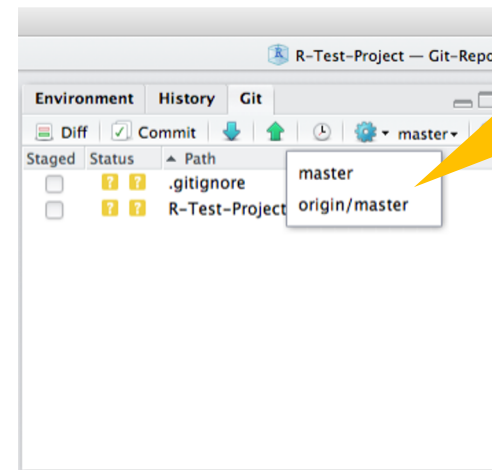 R-Test-Project — Git-Repo
Environment History Git
Diff Commit master
Staged Status Path
.gitignore
R-Test-Project
master
origin/master